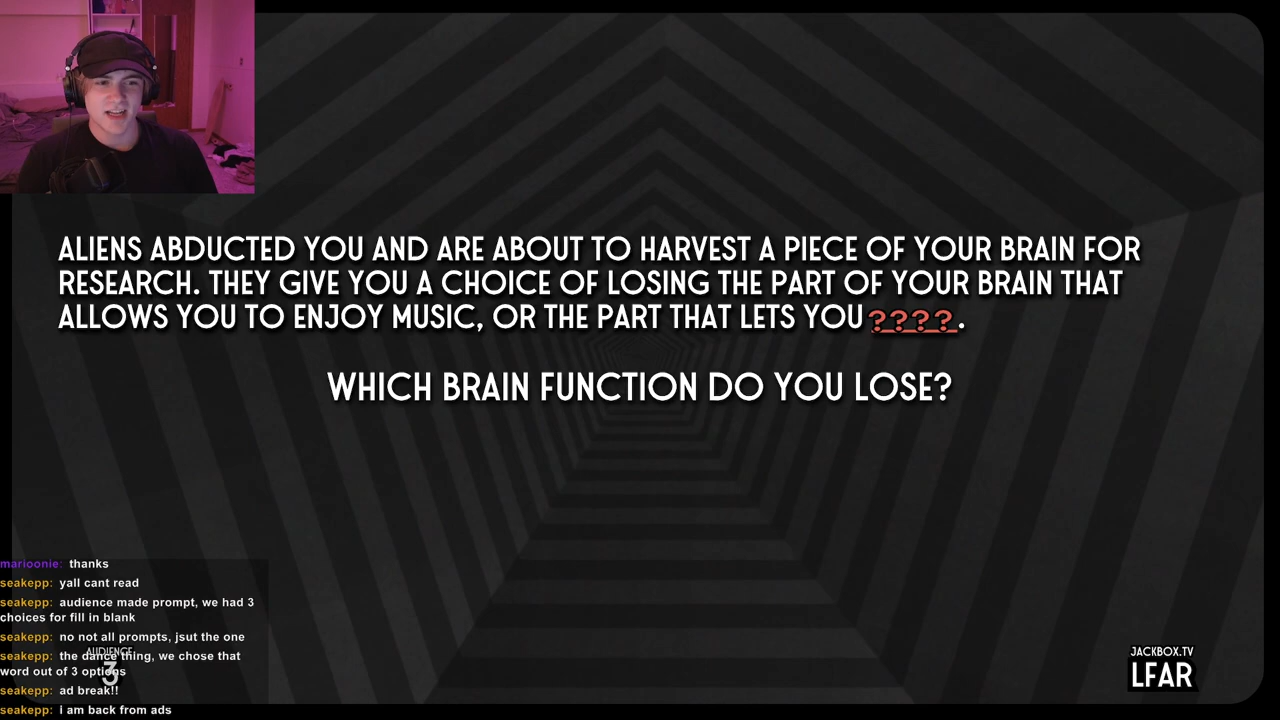 ALIENS ABDUCTED YOU AND ARE ABOUT TO HARVEST A PIECE OF YOUR BRAIN FOR
RESEARCH. THEY GIVE YOU A CHOICE OF LOSING THE PART OF YOUR BRAIN THAT
ALLOWS YOU TO ENJOY MUSIC, OR THE PART THAT LETS YOU ????.
WHICH BRAIN FUNCTION DO YOU LOSE?
marioonie: thanks
seakepp: yall cant read
seakepp: audience made prompt, we had 3
choices for fill in blank
seakepp: no not all prompts, jsut the one
AUDIENCE
3
seakepp: the dance thing, we chose that
word out of 3 options
seakepp: ad break!!
seakepp: i am back from ads
JACKBOX.TV
LFAR